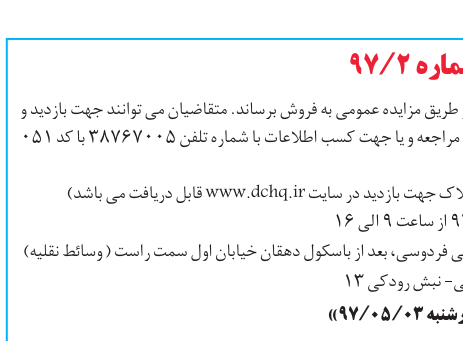 شماره ۹۷/۲
طریق مزایده عمومی به فروش برساند. متقاضیان می توانند جهت بازدید و
مراجعه و یا جهت کسب اطلاعات با شماره تلفن ۳۸۷۶۷۰۰۵ با کد ۰۵۱
جهت بازدید در سایت www.dchq.ir قابل دریافت می باشد)
از ساعت ۹ الی ۱۶
فردوسی، بعد از باسکول دهقان خیابان اول سمت راست (وسائط نقلیه)
- نبش رودکی ۱۳
۹۷/۰۵/۰۳»